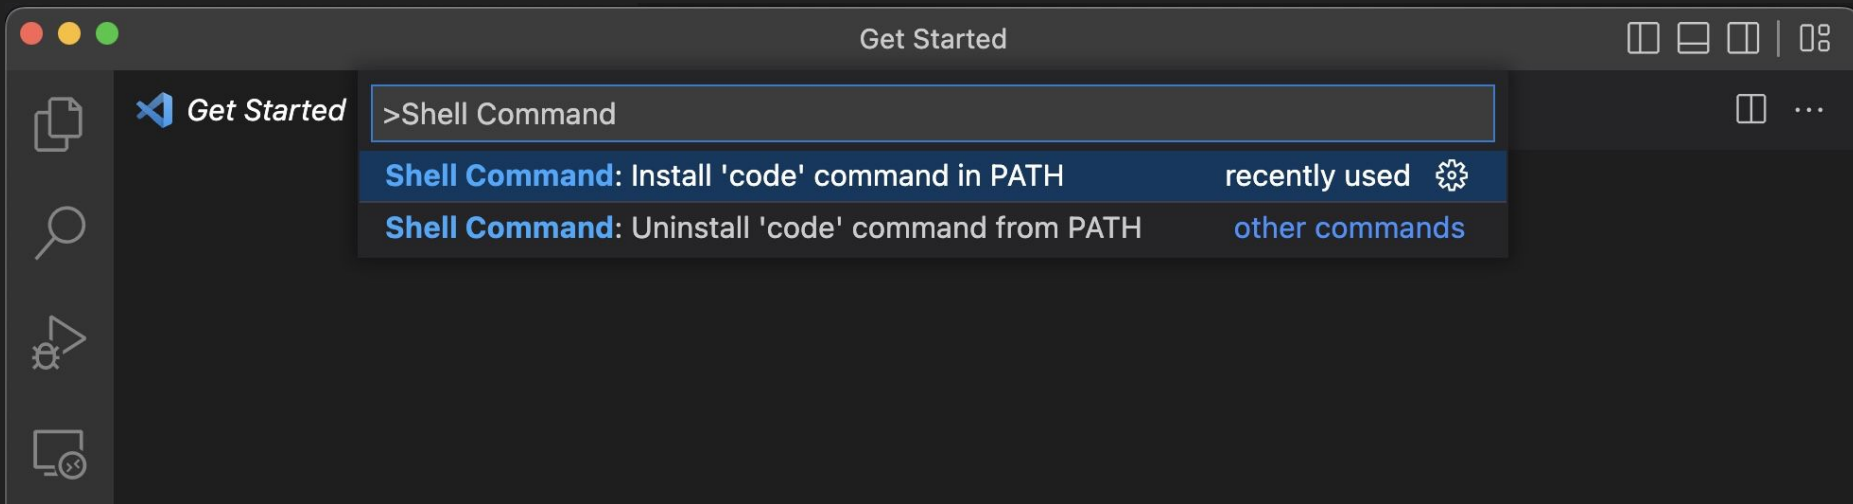 Get Started
Get Started
>Shell Command
Shell Command: Install 'code' command in PATH recently used
Shell Command: Uninstall 'code' command from PATH other commands